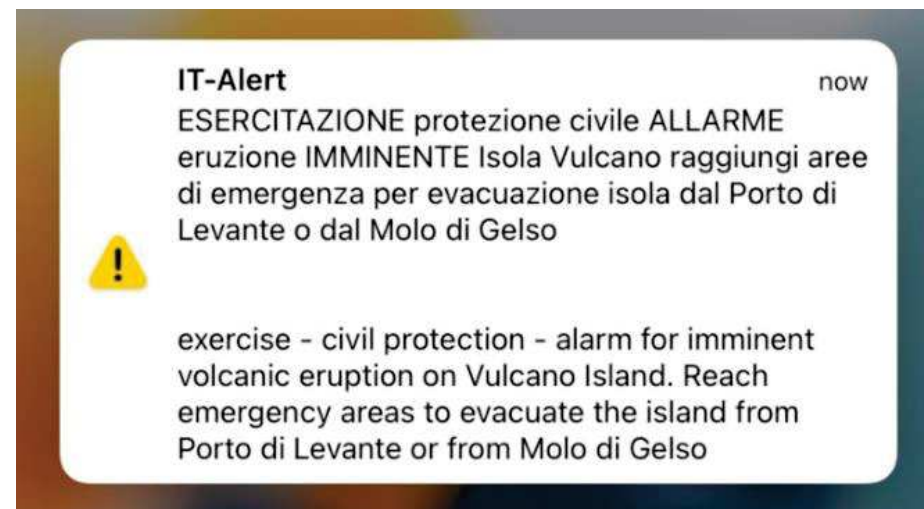 IT-Alert
now
ESERCITAZIONE protezione civile ALLARME
eruzione IMMINENTE Isola Vulcano raggiungi aree
di emergenza per evacuazione isola dal Porto di
Levante o dal Molo di Gelso
exercise - civil protection - alarm for imminent
volcanic eruption on Vulcano Island. Reach
emergency areas to evacuate the island from
Porto di Levante or from Molo di Gelso